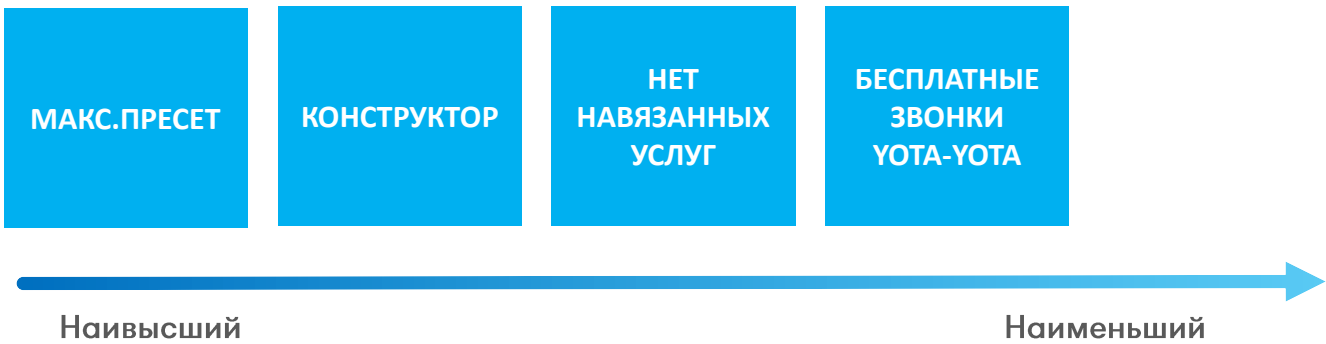 МАКС.ПРЕСЕТ
КОНСТРУКТОР
НЕТ
НАВЯЗАННЫХ
УСЛУГ
БЕСПЛАТНЫЕ
ЗВОНКИ
YOTA-YOTA
Наивысший
Наименьший